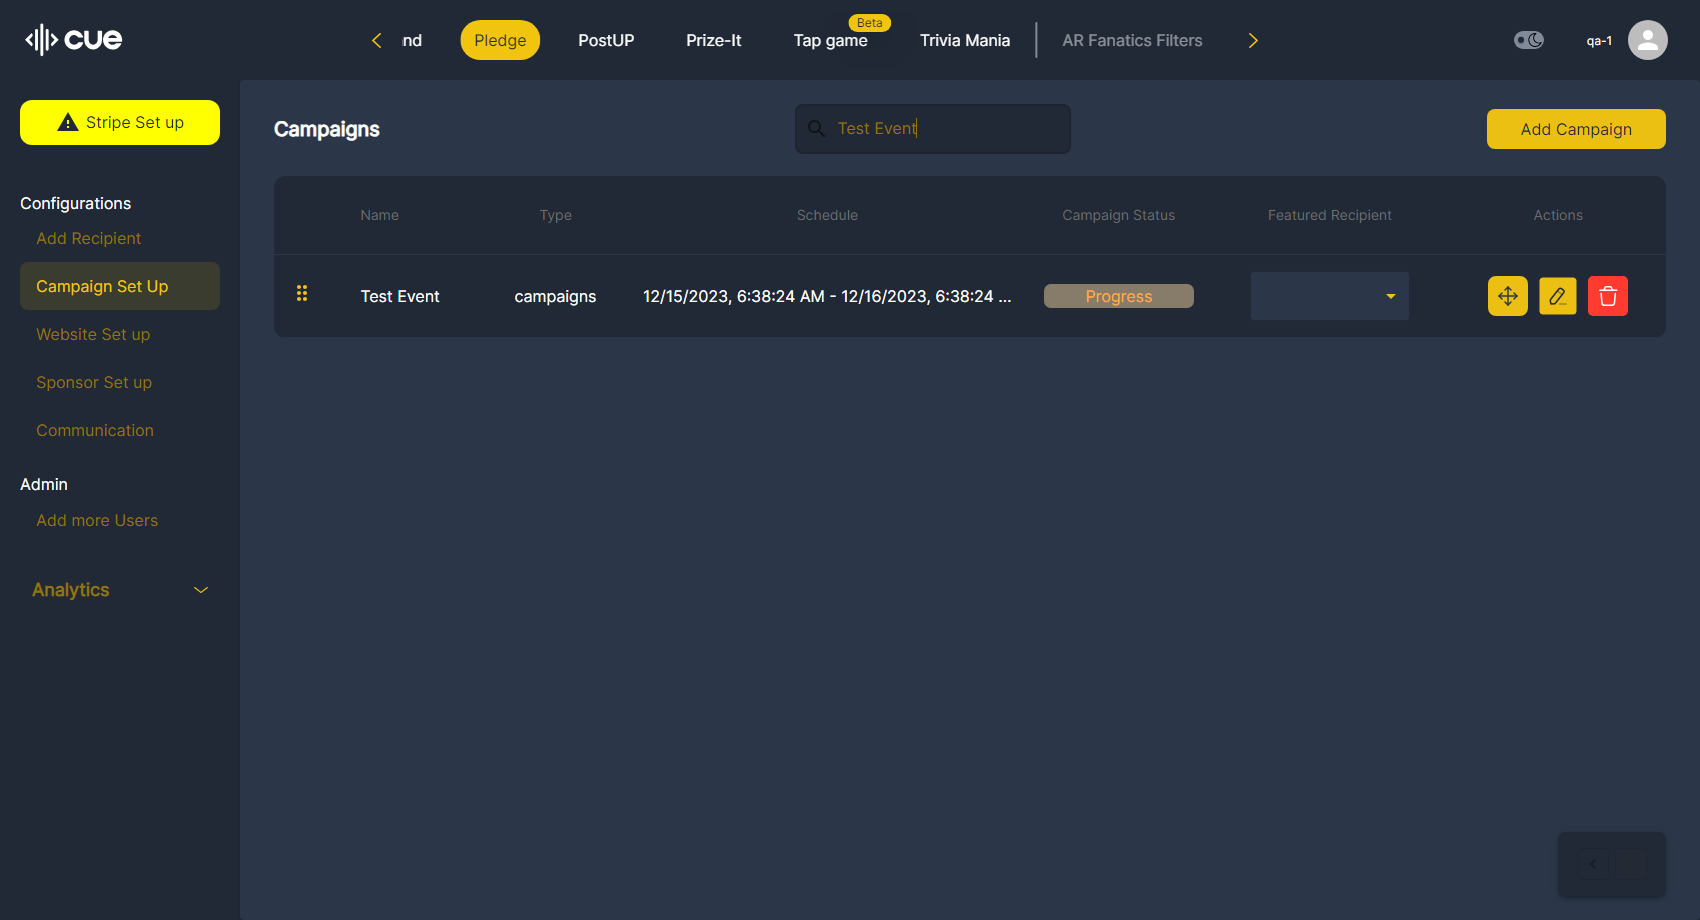 cue
nd
Pledge
PostUP
Prize-It
Tap game
Beta
Trivia Mania
AR Fanatics Filters
qa-1
Stripe Set up
Campaigns
Test Event
Add Campaign
Configurations
Add Recipient
Campaign Set Up
Website Set up
Sponsor Set up
Communication
Admin
Add more Users
Analytics
Name Type Schedule Campaign Status Featured Recipient Actions
Test Event campaigns 12/15/2023, 6:38:24 AM - 12/16/2023, 6:38:24 ... Progress